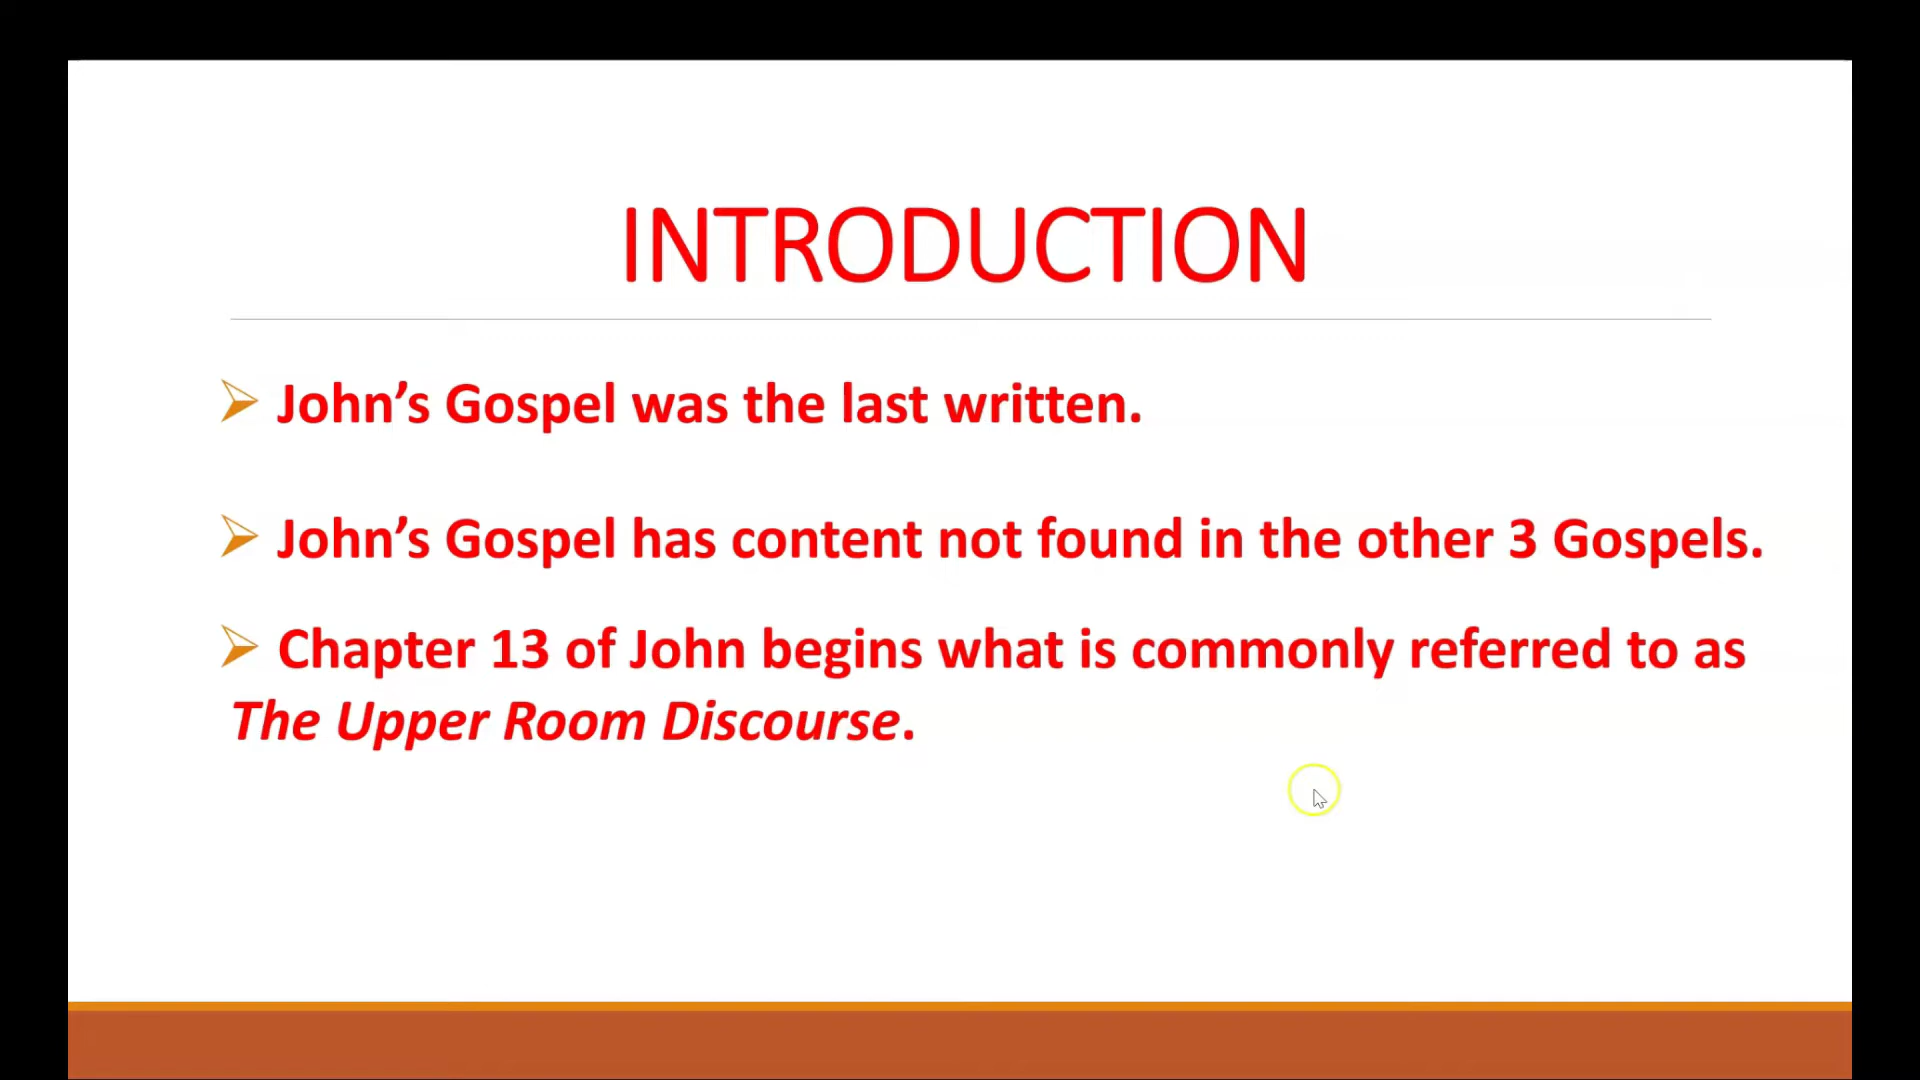 INTRODUCTION
➢ John’s Gospel was the last written.
➢ John’s Gospel has content not found in the other 3 Gospels.
➢ Chapter 13 of John begins what is commonly referred to as
The Upper Room Discourse.